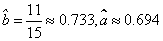 b̂ = 11/15 ≈ 0.733, â ≈ 0.694